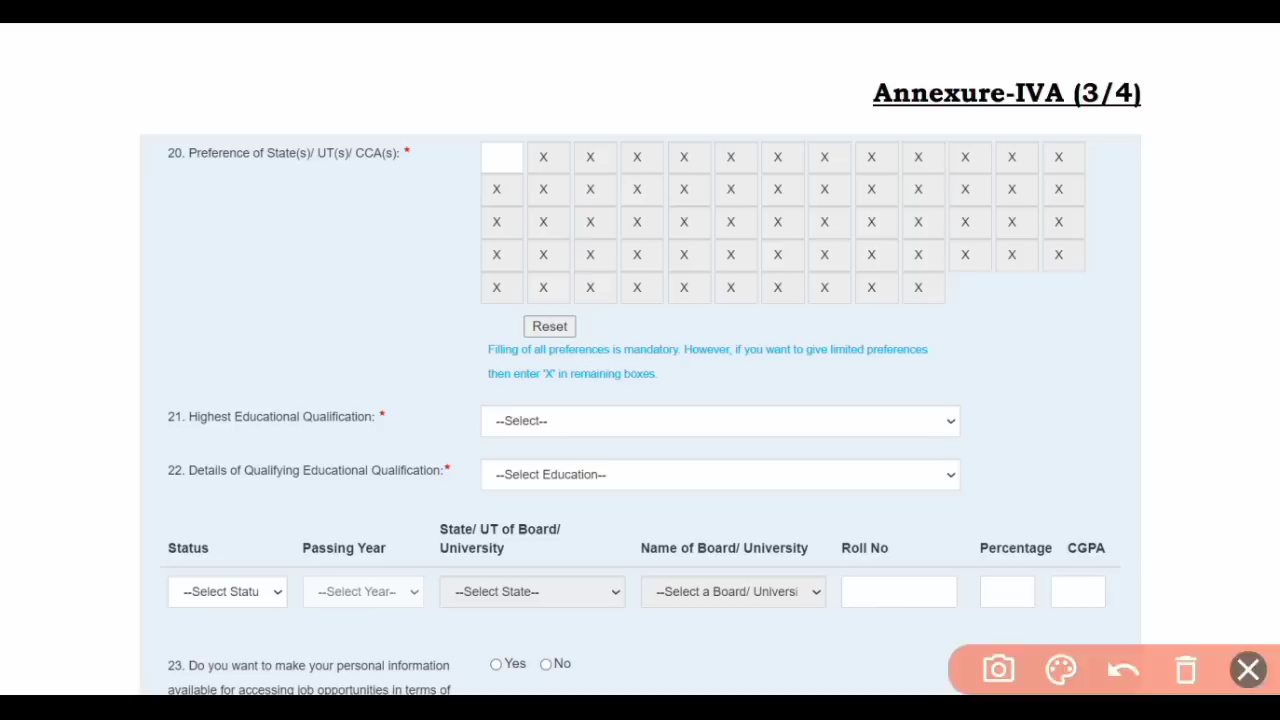 Annexure-IVA (3/4)
20. Preference of State(s)/ UT(s)/ CCA(s): *
X X X X X X X X X X X X
X X X X X X X X X X X X X
X X X X X X X X X X X X X
X X X X X X X X X X X X X
X X X X X X X X X X
Reset
Filling of all preferences is mandatory. However, if you want to give limited preferences
then enter 'X' in remaining boxes.
21. Highest Educational Qualification: *
--Select--
22. Details of Qualifying Educational Qualification:*
--Select Education--
Status Passing Year State/ UT of Board/
University Name of Board/ University Roll No Percentage CGPA
--Select Statu --Select Year-- --Select State-- --Select a Board/ Universi
23. Do you want to make your personal information Yes No
available for accessing job opportunities in terms of